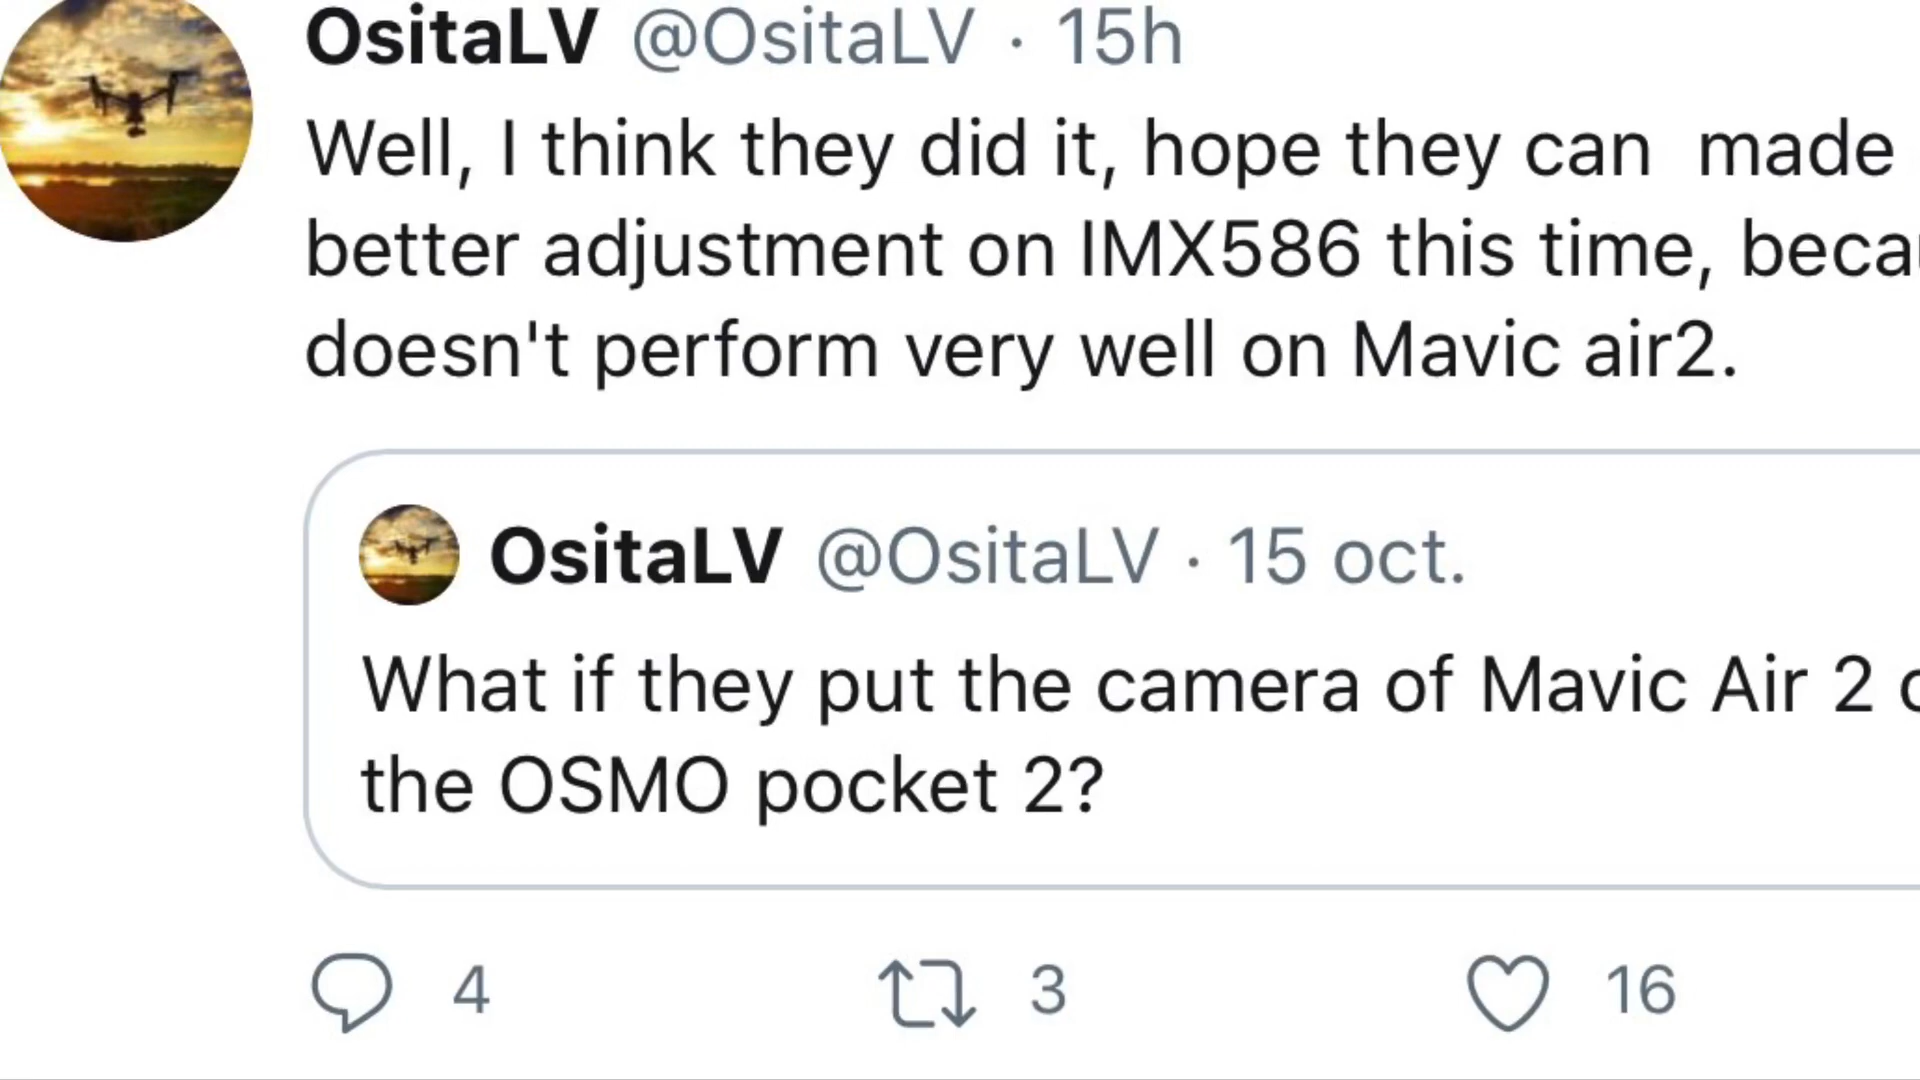 OsitaLV @OsitaLV · 15h
Well, I think they did it, hope they can  made
better adjustment on IMX586 this time,
doesn't perform very well on Mavic air2.
OsitaLV @OsitaLV · 15 oct.
What if they put the camera of Mavic Air 2
the OSMO pocket 2?
4 3 16